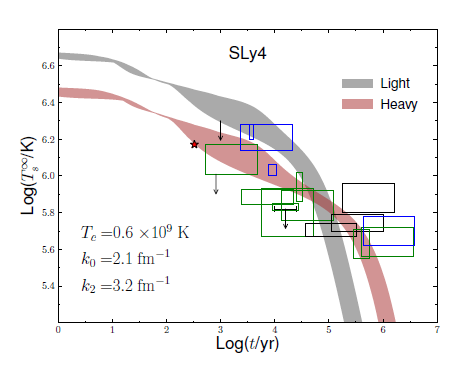 SLy4
Light
Heavy
Log(T_s^∞/K)
6.6
6.4
6.2
6.0
5.8
5.6
5.4
T_c = 0.6 ×10^9 K
k_0 = 2.1 fm^−1
k_2 = 3.2 fm^−1
0 1 2 3 4 5 6 7
Log(t/yr)